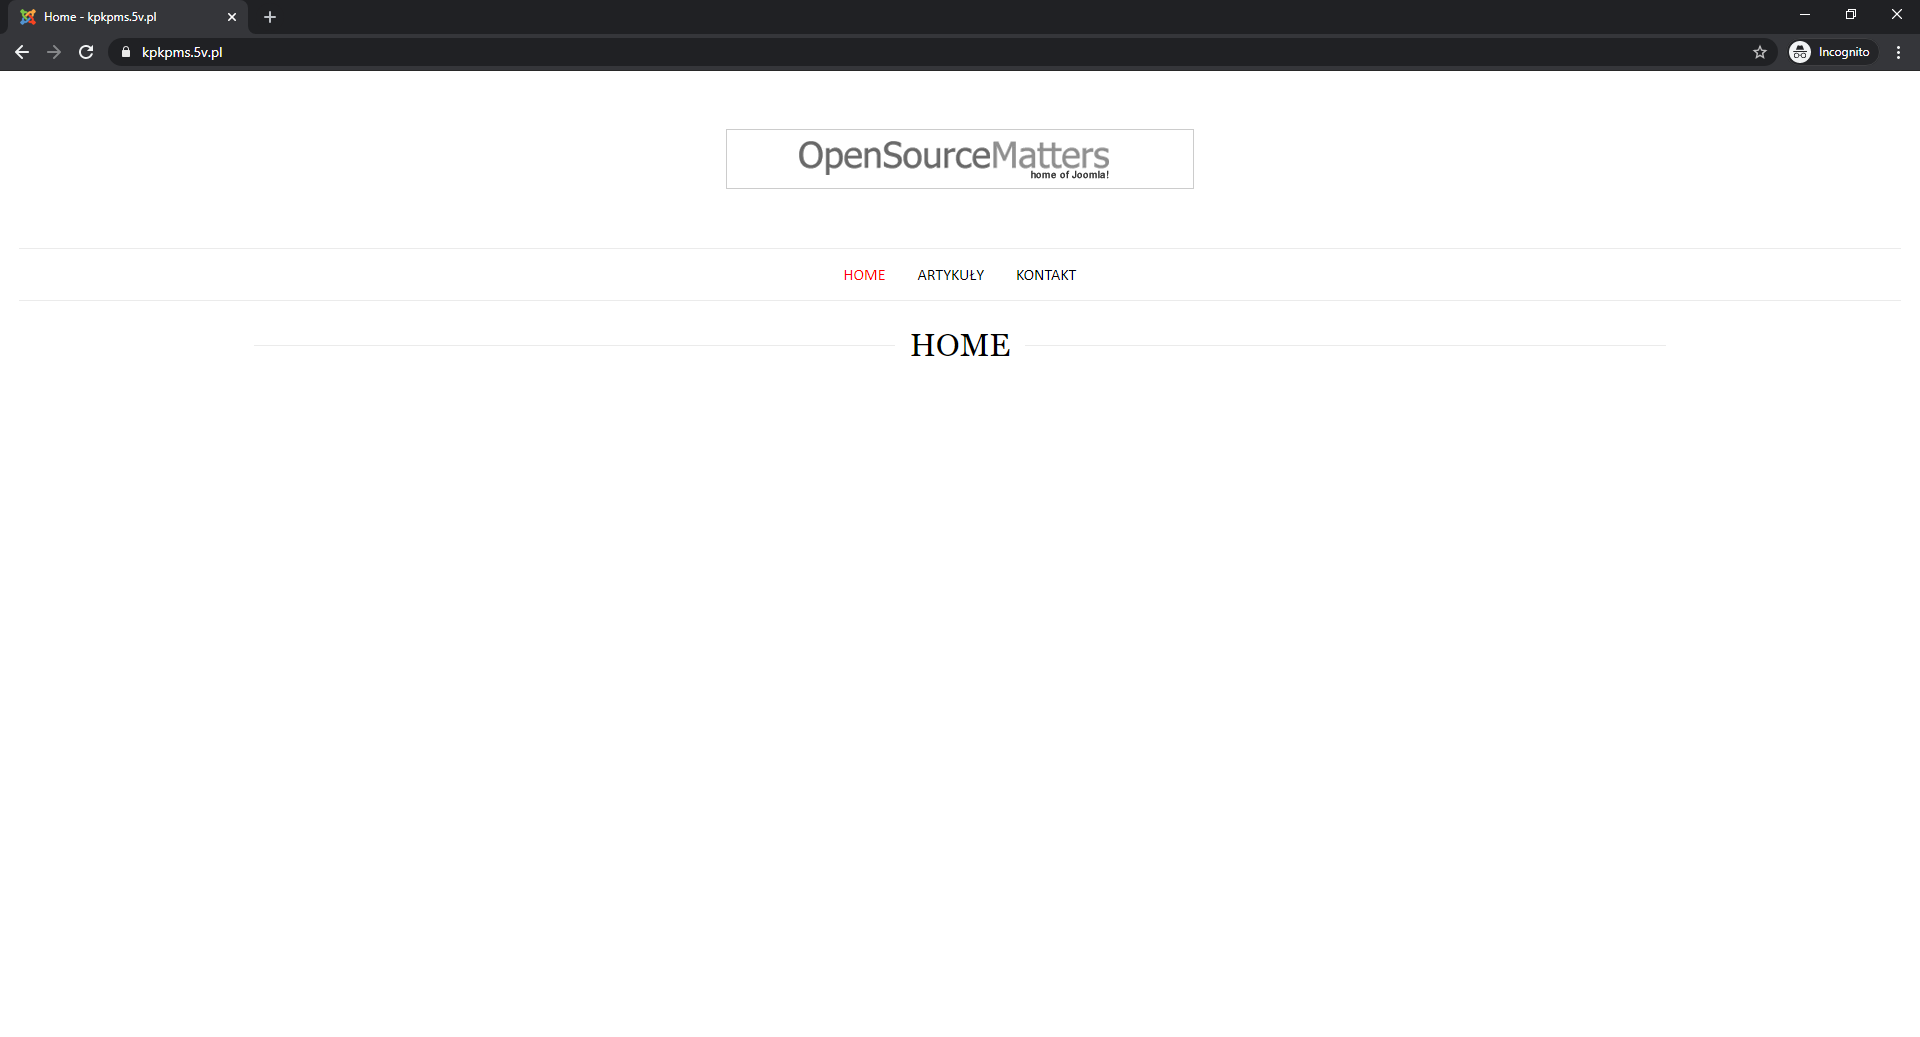 Home - kpkpms.5v.pl
kpkpms.5v.pl
Incognito
OpenSourceMatters
home of Joomla!
HOME ARTYKUŁY KONTAKT
HOME